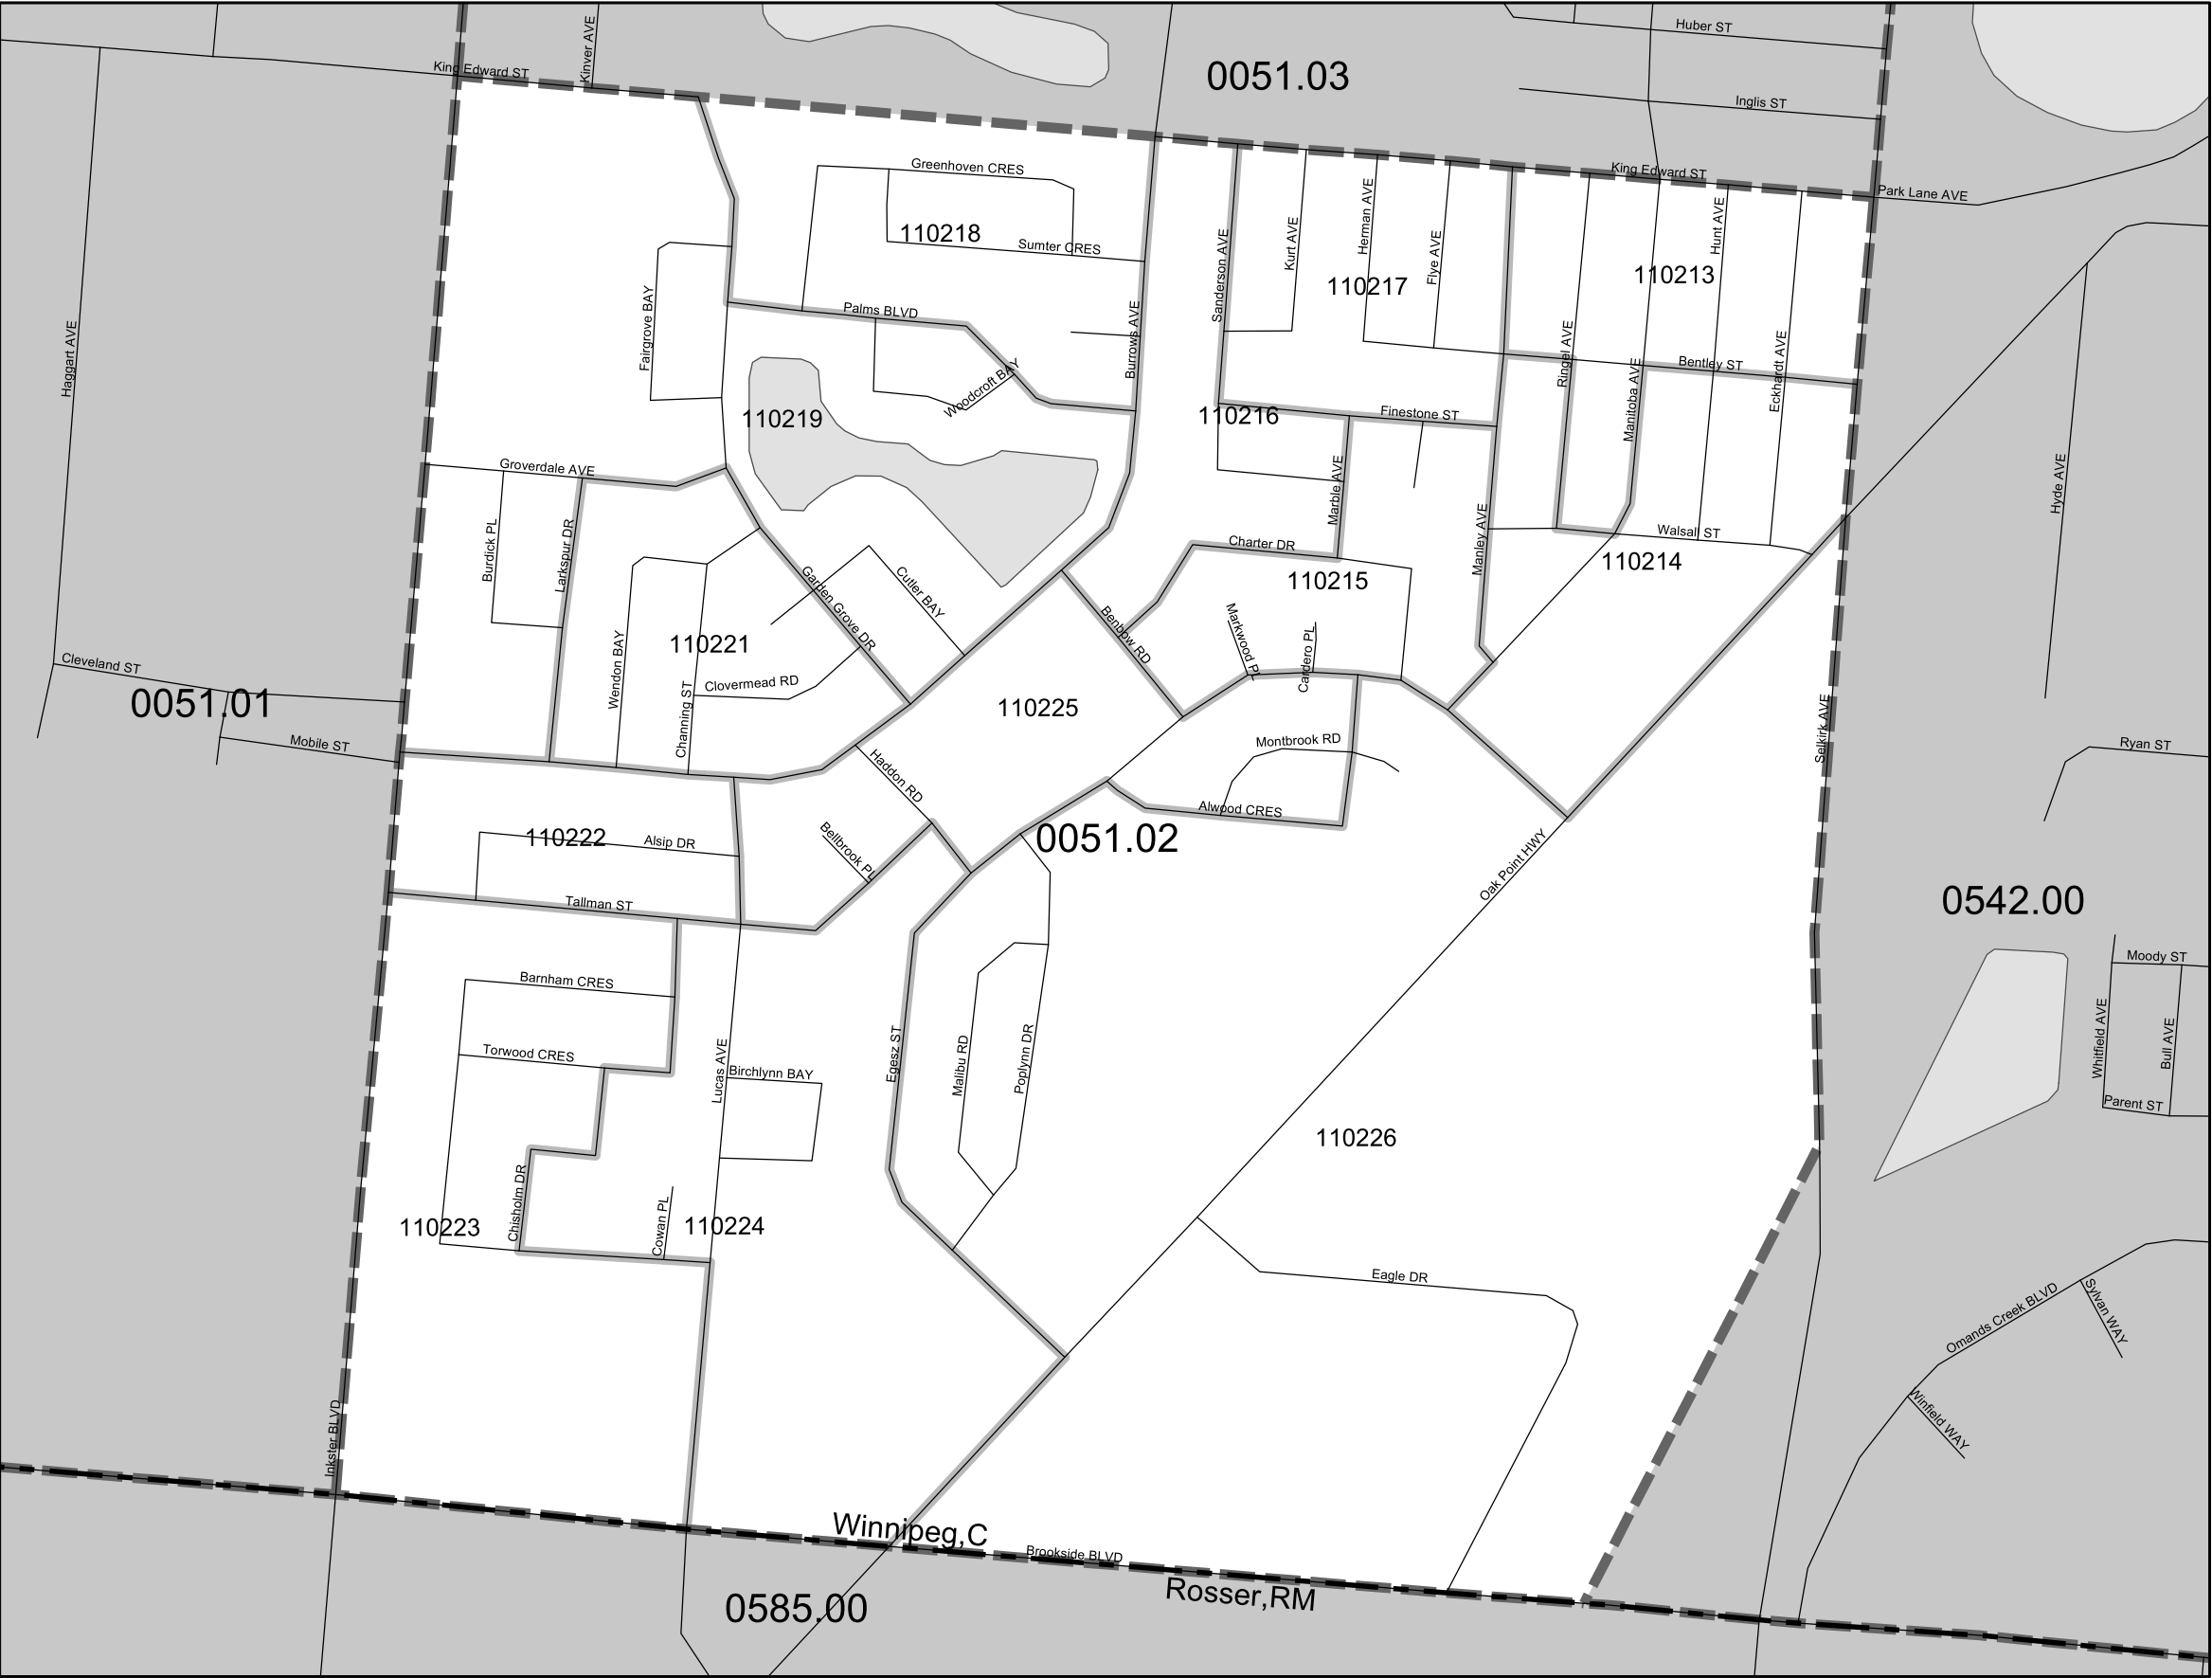 Huber ST
Kinver AVE
King Edward ST
0051.03
Inglis ST
Greenhoven CRES
King Edward ST
Park Lane AVE
110218
Sumter CRES
Sanderson AVE
Kurt AVE
Herman AVE
Flye AVE
Hunt AVE
110217
110213
Haggart AVE
Fairgrove BAY
Palms BLVD
Burrows AVE
Ringel AVE
Manitoba AVE
Bentley ST
Eckhardt AVE
Woodcroft BAY
110219
110216
Finestone ST
Groverdale AVE
Marble AVE
Hyde AVE
Burdick PL
Larkspur DR
Manley AVE
Walsall ST
Charter DR
110214
110215
Garden Grove DR
Cutler BAY
Benbow RD
Markwood PL
Cardero PL
Wendon BAY
110221
Cleveland ST
Clovermead RD
0051.01
Channing ST
110225
Selkirk AVE
Mobile ST
Montbrook RD
Ryan ST
Haddon RD
Alwood CRES
110222
Alsip DR
Bellbrook PL
0051.02
Oak Point HWY
0542.00
Tallman ST
Moody ST
Barnham CRES
Whitfield AVE
Bull AVE
Torwood CRES
Lucas AVE
Birchlynn BAY
Egesz ST
Malibu RD
Poplynn DR
Parent ST
110226
Chisholm DR
110223
Cowan PL
110224
Eagle DR
Omands Creek BLVD
Sylvan WAY
Winfield WAY
Inkster BLVD
Winnipeg,C
Brookside BLVD
Rosser,RM
0585.00